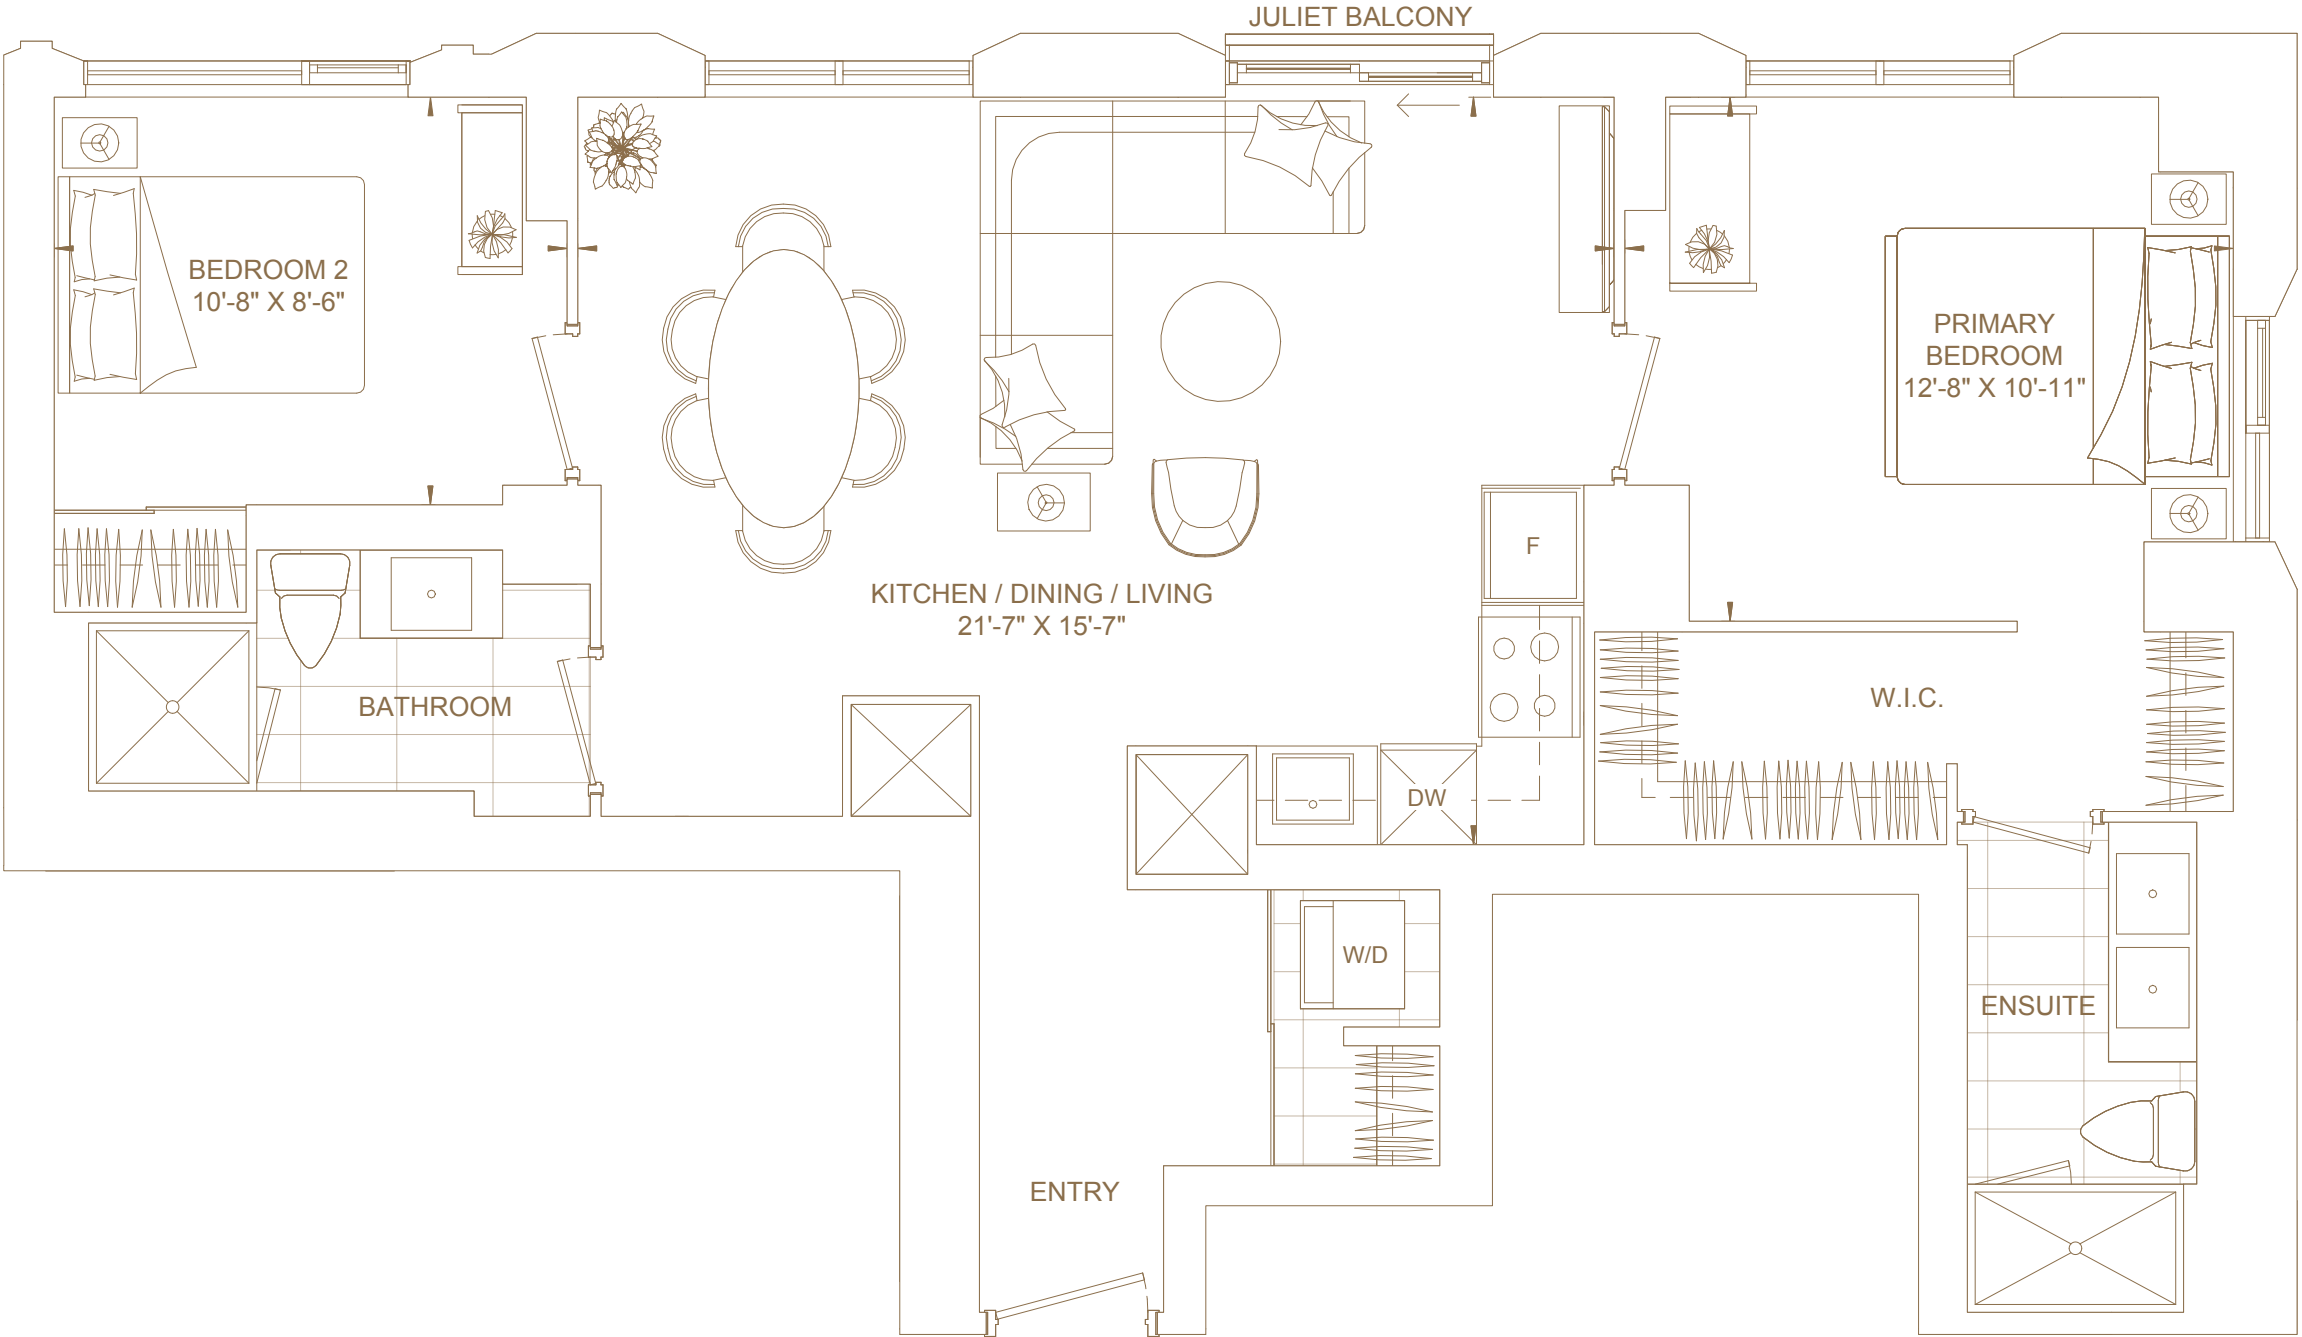 JULIET BALCONY
BEDROOM 2
10'-8" X 8'-6"
PRIMARY
BEDROOM
12'-8" X 10'-11"
F
KITCHEN / DINING / LIVING
21'-7" X 15'-7"
BATHROOM
W.I.C.
DW
W/D
ENSUITE
ENTRY